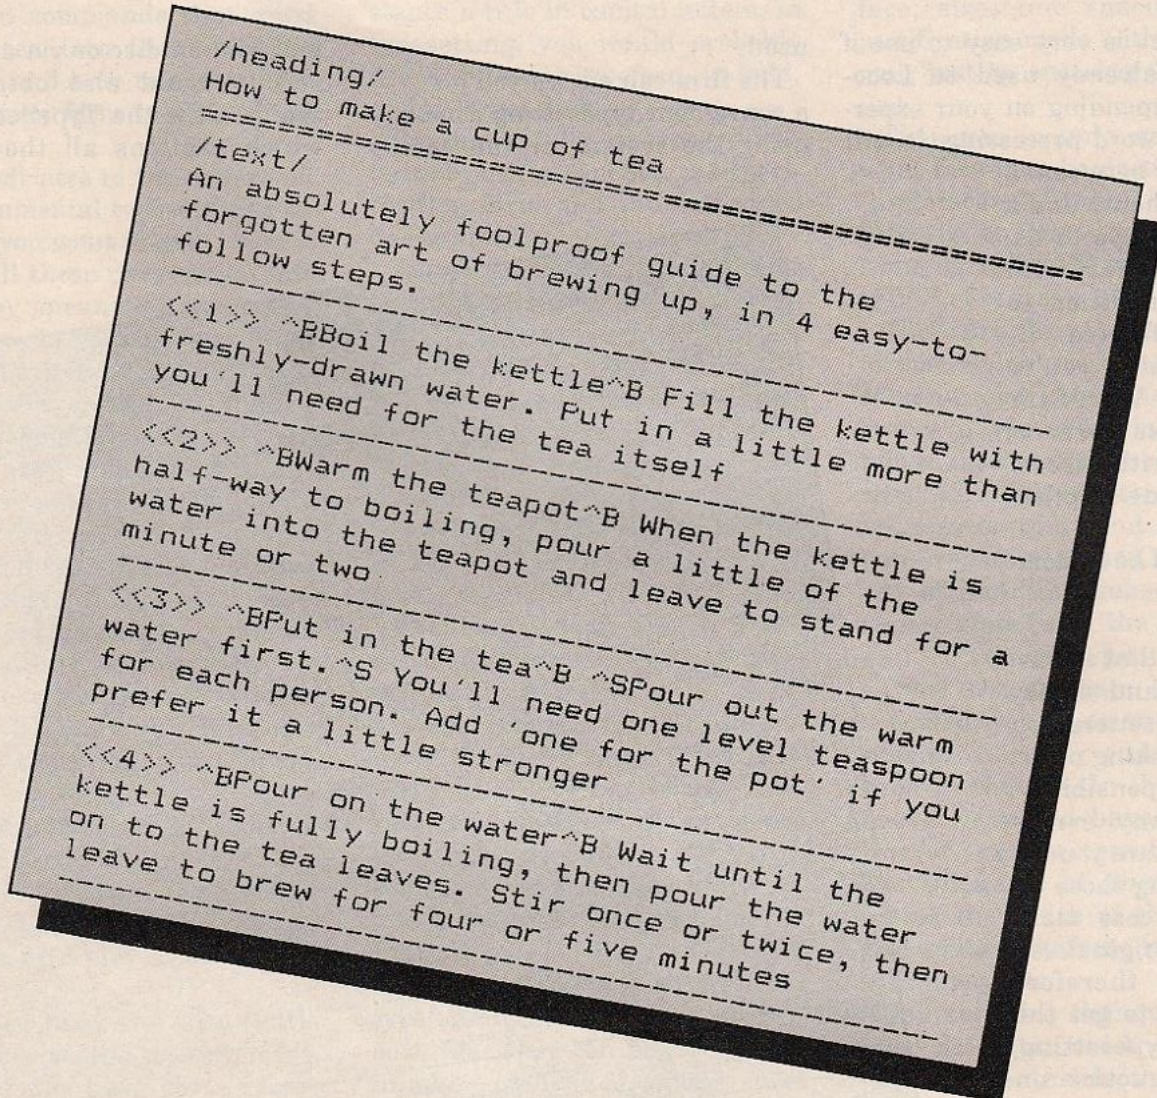 /heading/
How to make a cup of tea
==================================================
/text/
An absolutely foolproof guide to the
forgotten art of brewing up, in 4 easy-to-
follow steps.
--------------------------------------------------
<<1>> ^BBoil the kettle^B Fill the kettle with
freshly-drawn water. Put in a little more than
you'll need for the tea itself
--------------------------------------------------
<<2>> ^BWarm the teapot^B When the kettle is
half-way to boiling, pour a little of the
water into the teapot and leave to stand for a
minute or two
--------------------------------------------------
<<3>> ^BPut in the tea^B ^SPour out the warm
water first.^S You'll need one level teaspoon
for each person. Add 'one for the pot' if you
prefer it a little stronger
--------------------------------------------------
<<4>> ^BPour on the water^B Wait until the
kettle is fully boiling, then pour the water
on to the tea leaves. Stir once or twice, then
leave to brew for four or five minutes
--------------------------------------------------